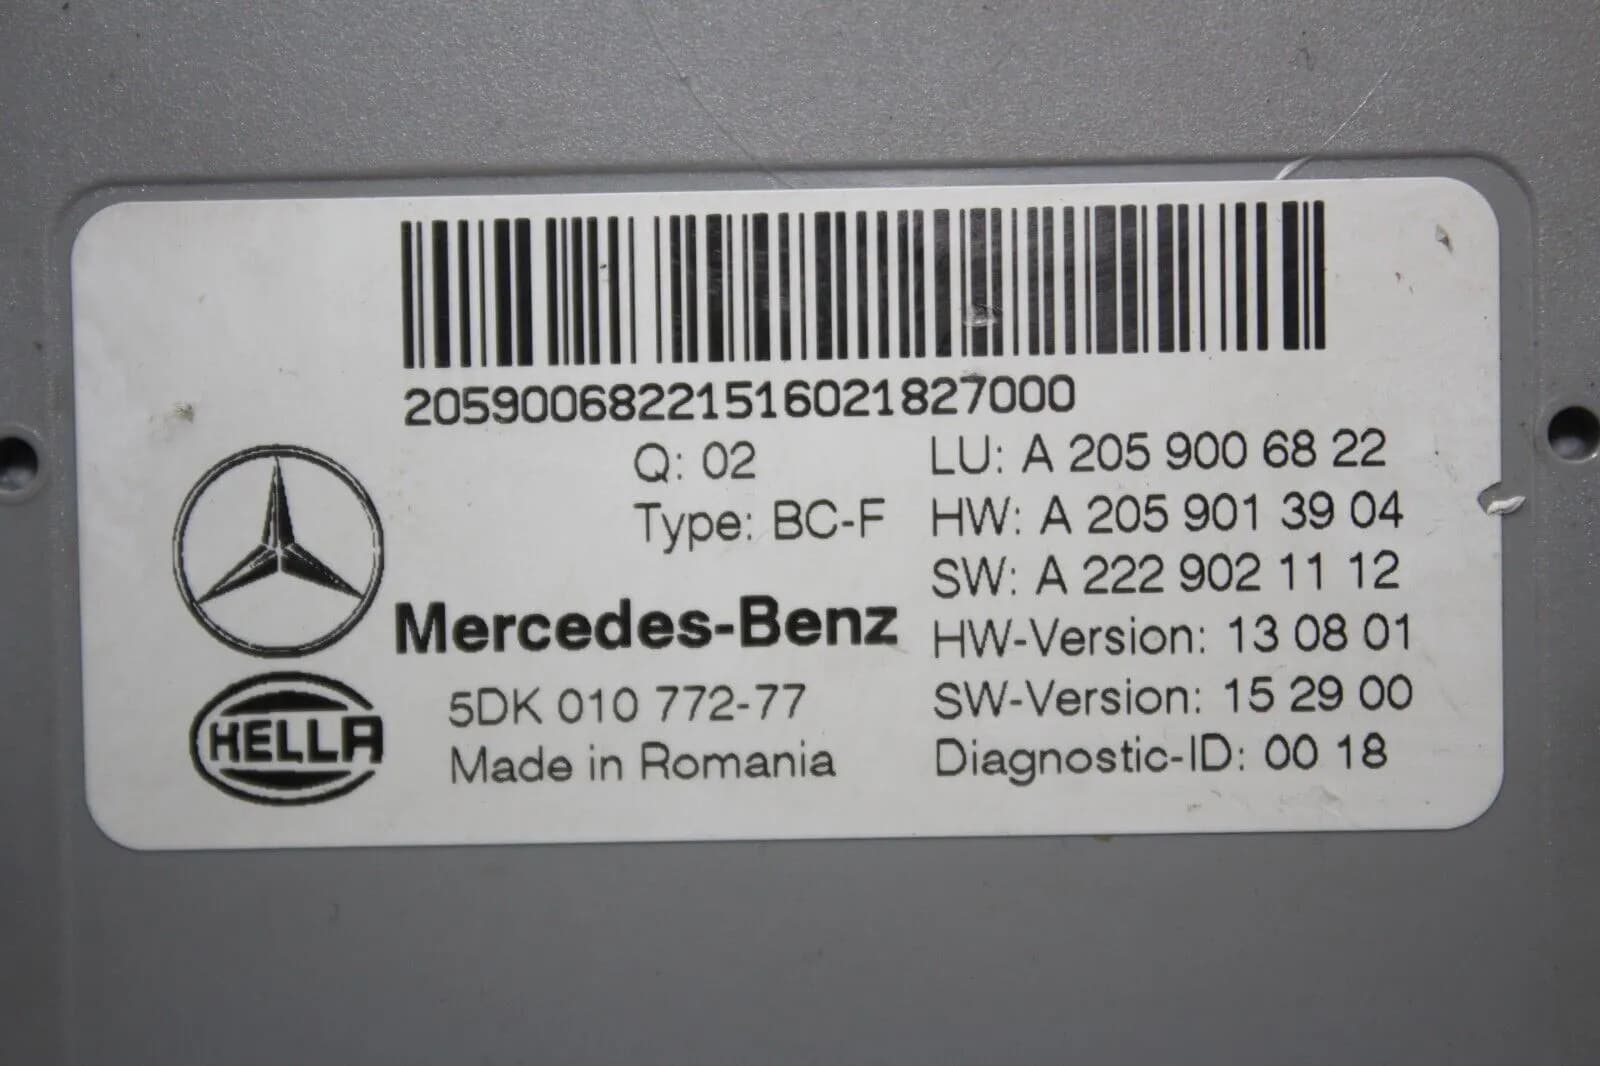 20590068221516021827000
Q: 02
Type: BC-F
LU: A 205 900 68 22
HW: A 205 901 39 04
SW: A 222 902 11 12
HW-Version: 13 08 01
SW-Version: 15 29 00
Diagnostic-ID: 00 18
Mercedes-Benz
HELLA
5DK 010 772-77
Made in Romania